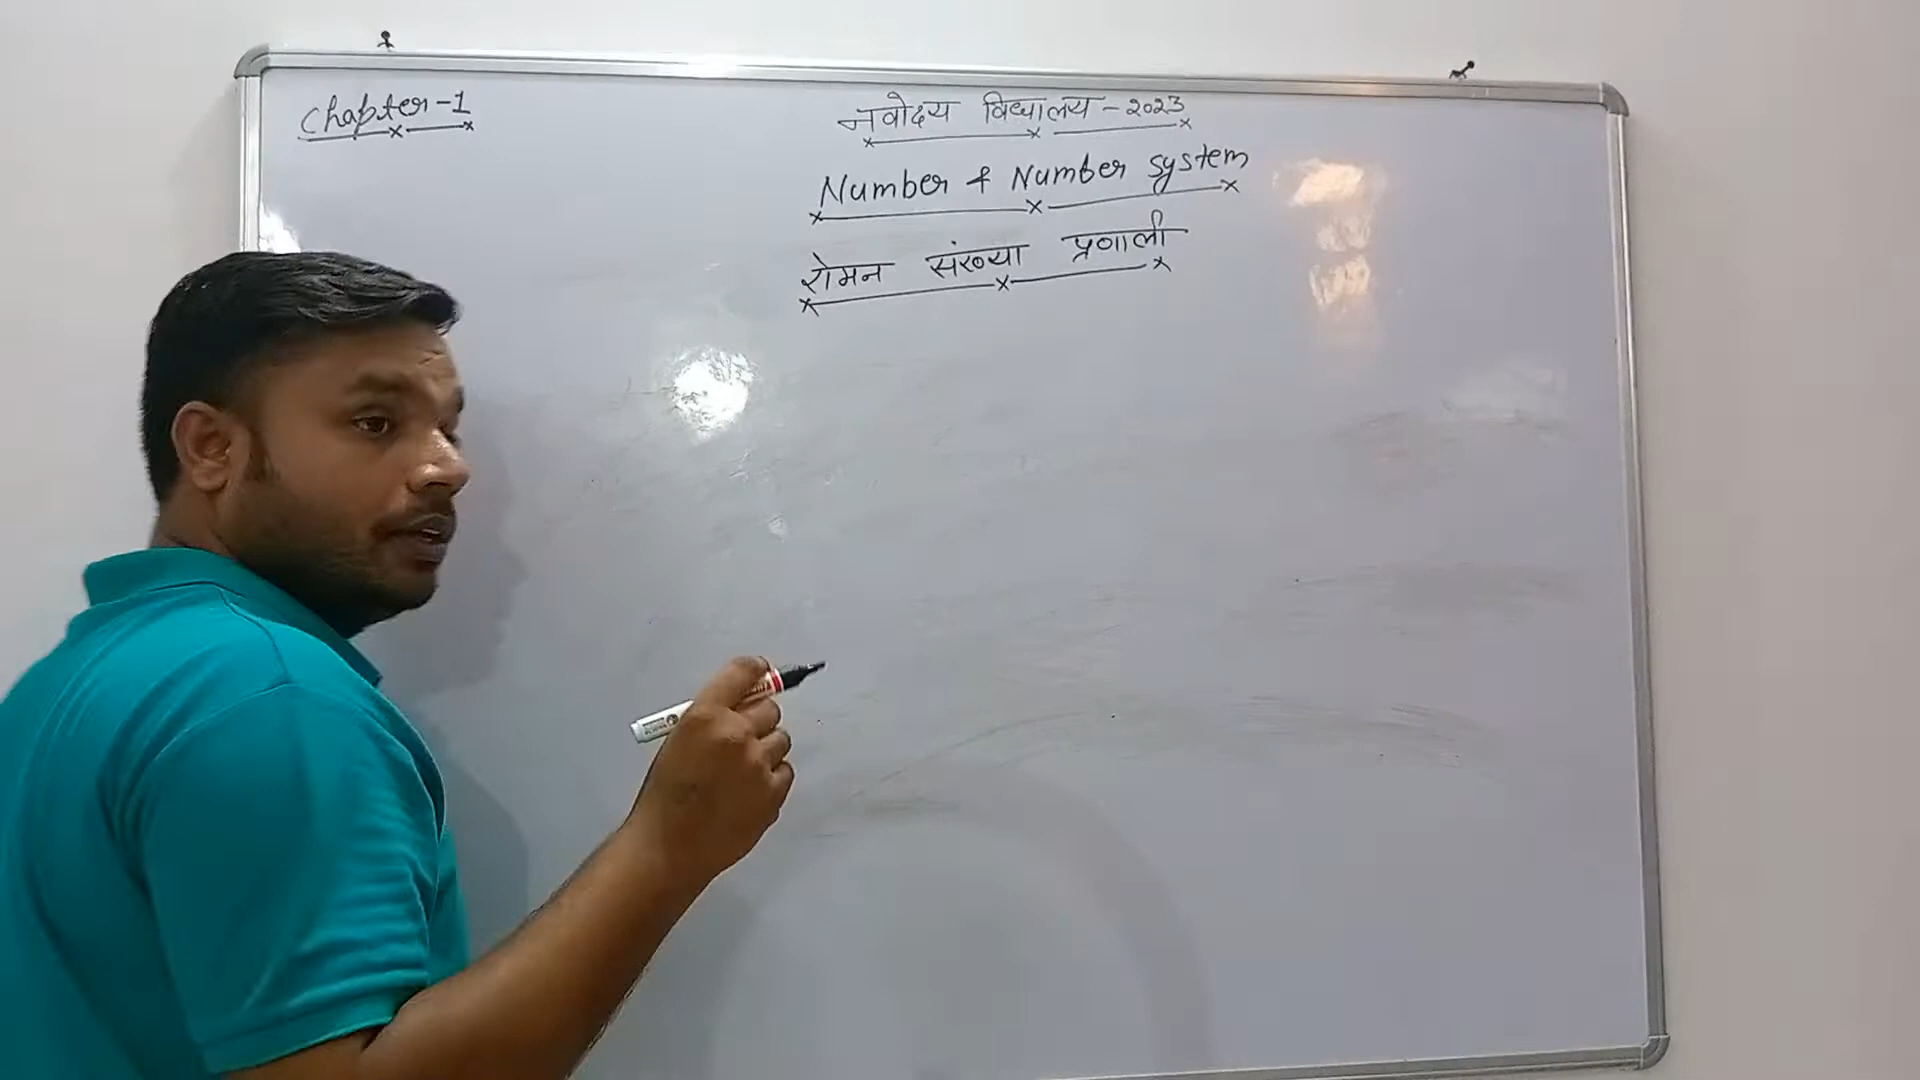 Chapter-1
नवोदय विद्यालय - 2023
Number & Number system
रोमन संख्या प्रणाली